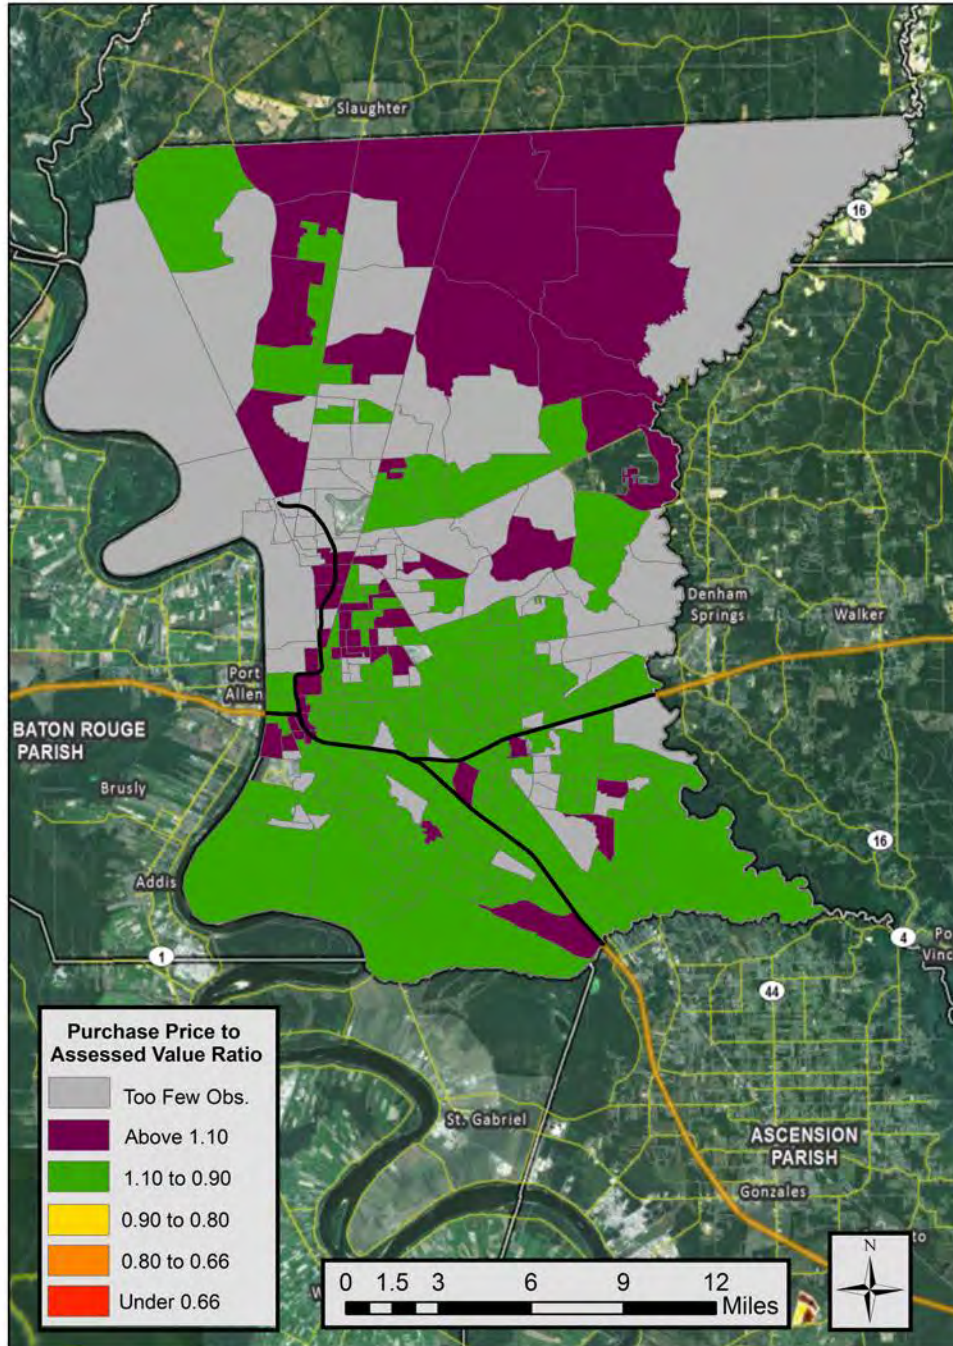 Slaughter
16
Denham
Springs
Walker
Port
Allen
BATON ROUGE
PARISH
Brusly
16
Addis
1
4
Vinc
44
Purchase Price to
Assessed Value Ratio
Too Few Obs.
Above 1.10
1.10 to 0.90
0.90 to 0.80
0.80 to 0.66
Under 0.66
St. Gabriel
ASCENSION
PARISH
Gonzales
N
0 1.5 3 6 9 12
Miles